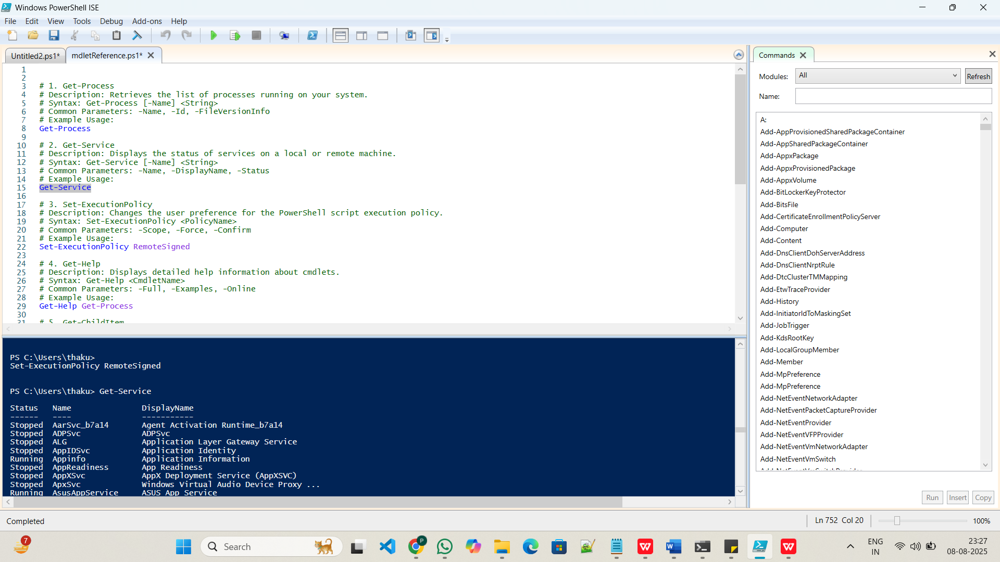 Windows PowerShell ISE
File Edit View Tools Debug Add-ons Help
Untitled2.ps1* mdletReference.ps1*
1
2
3 # 1. Get-Process
4 # Description: Retrieves the list of processes running on your system.
5 # Syntax: Get-Process [-Name] <String>
6 # Common Parameters: -Name, -Id, -FileVersionInfo
7 # Example Usage:
8 Get-Process
9
10 # 2. Get-Service
11 # Description: Displays the status of services on a local or remote machine.
12 # Syntax: Get-Service [-Name] <String>
13 # Common Parameters: -Name, -DisplayName, -Status
14 # Example Usage:
15 Get-Service
16
17 # 3. Set-ExecutionPolicy
18 # Description: Changes the user preference for the PowerShell script execution policy.
19 # Syntax: Set-ExecutionPolicy <PolicyName>
20 # Common Parameters: -Scope, -Force, -Confirm
21 # Example Usage:
22 Set-ExecutionPolicy RemoteSigned
23
24 # 4. Get-Help
25 # Description: Displays detailed help information about cmdlets.
26 # Syntax: Get-Help <CmdletName>
27 # Common Parameters: -Full, -Examples, -Online
28 # Example Usage:
29 Get-Help Get-Process
30
31 # 5. Get-ChildItem
PS C:\Users\thaku>
Set-ExecutionPolicy RemoteSigned
PS C:\Users\thaku> Get-Service
Status Name DisplayName
------ ---- -----------
Stopped AarSvc_b7a14 Agent Activation Runtime_b7a14
Stopped ADPSvc ADPSvc
Stopped ALG Application Layer Gateway Service
Stopped AppIDSvc Application Identity
Running Appinfo Application Information
Stopped AppReadiness App Readiness
Stopped AppXSvc AppX Deployment Service (AppXSVC)
Stopped ApxSvc Windows Virtual Audio Device Proxy ...
Running AsusAppService ASUS App Service
Commands
Modules: All Refresh
Name:
A:
Add-AppProvisionedSharedPackageContainer
Add-AppSharedPackageContainer
Add-AppxPackage
Add-AppxProvisionedPackage
Add-AppxVolume
Add-BitLockerKeyProtector
Add-BitsFile
Add-CertificateEnrollmentPolicyServer
Add-Computer
Add-Content
Add-DnsClientDohServerAddress
Add-DnsClientNrptRule
Add-DtcClusterTMMapping
Add-EtwTraceProvider
Add-History
Add-InitiatorIdToMaskingSet
Add-JobTrigger
Add-KdsRootKey
Add-LocalGroupMember
Add-Member
Add-MpPreference
Add-MpPreference
Add-NetEventNetworkAdapter
Add-NetEventPacketCaptureProvider
Add-NetEventProvider
Add-NetEventVFPProvider
Add-NetEventVmNetworkAdapter
Add-NetEventVmSwitch
Run Insert Copy
Completed Ln 752 Col 20 100%
7 Search P ENG
IN
23:27
08-08-2025